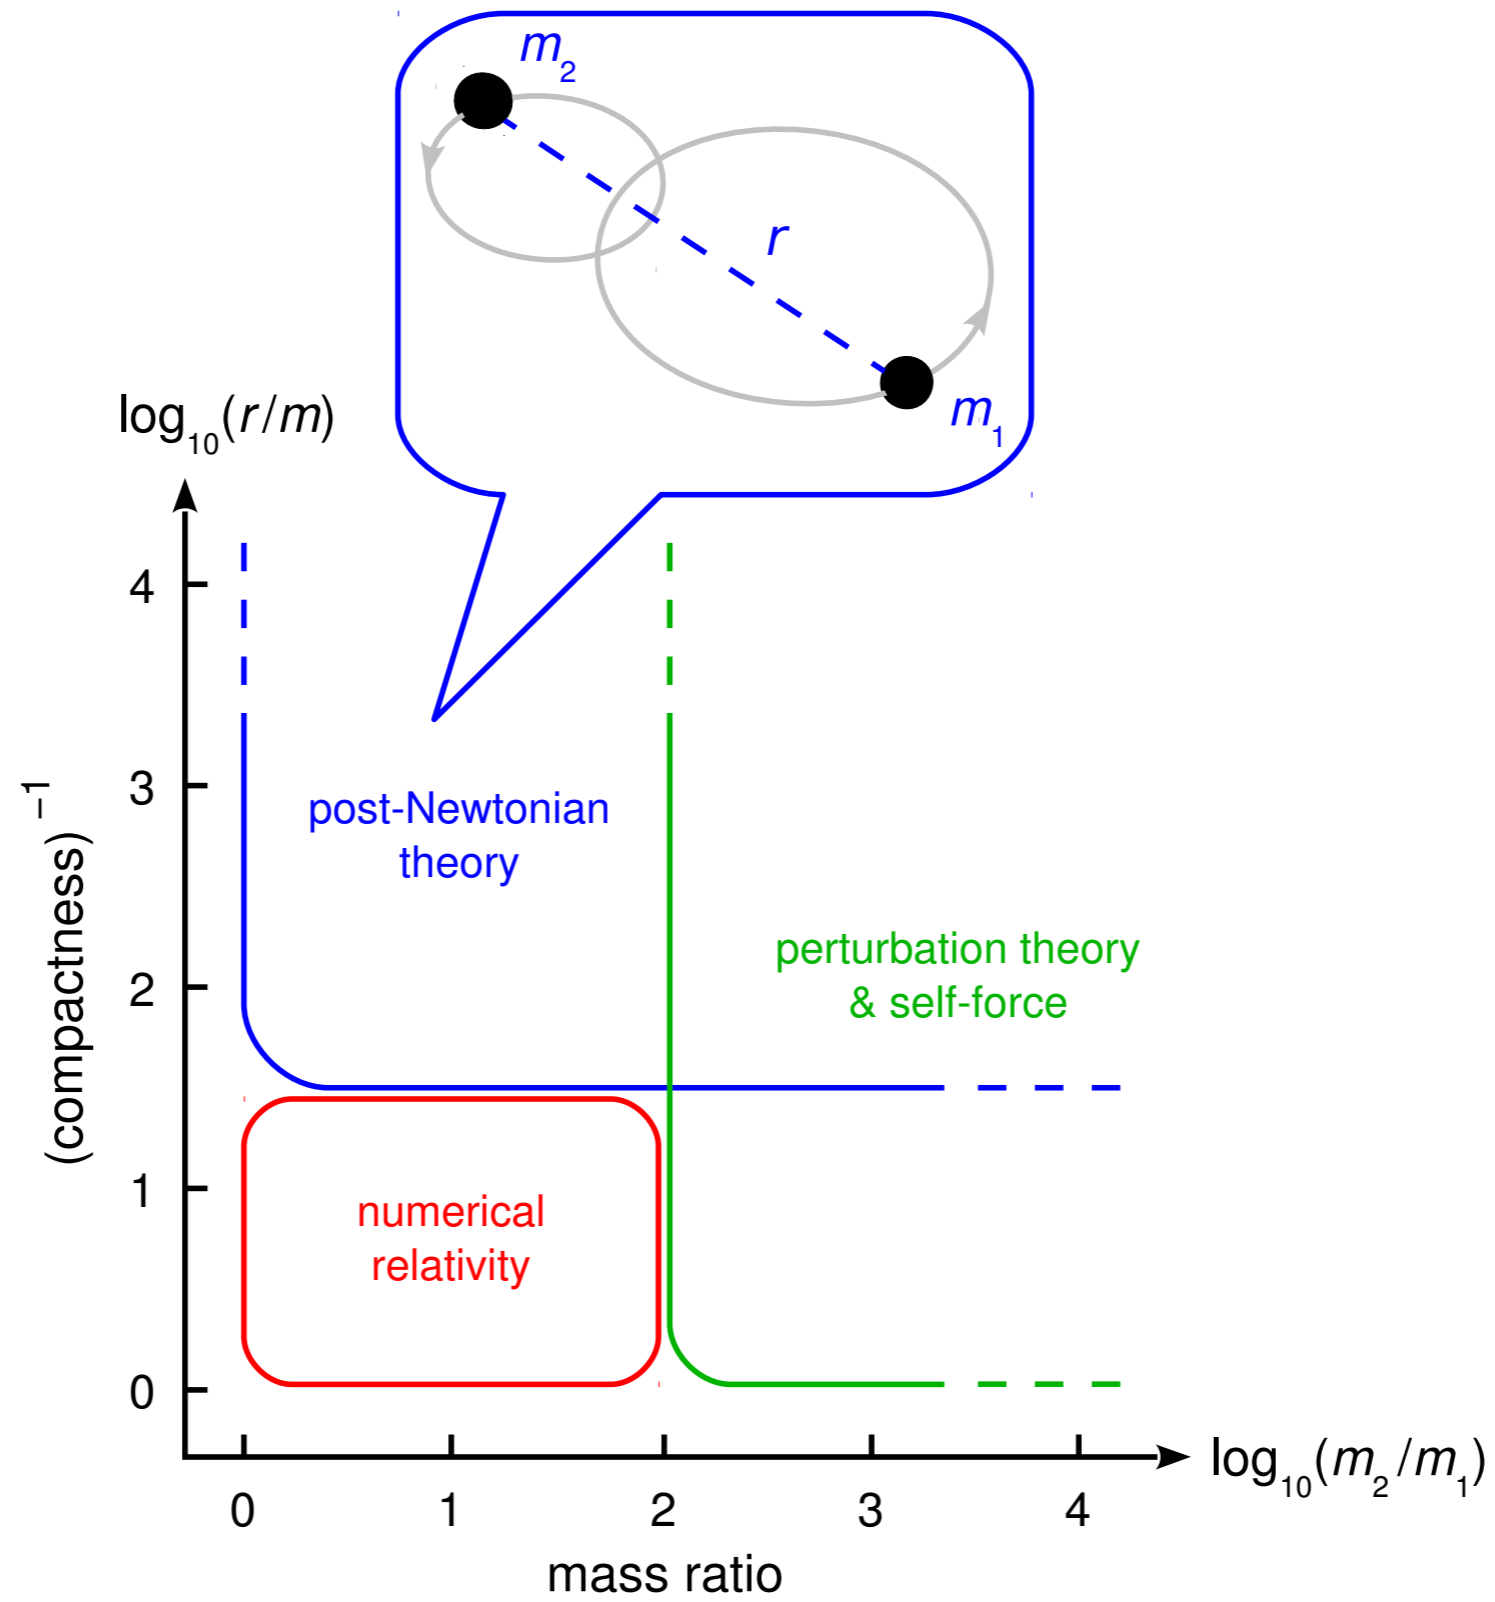 m2
r
m1
log10(r/m)
4
3
2
1
0
(compactness)−1
post-Newtonian
theory
perturbation theory
& self-force
numerical
relativity
0 1 2 3 4
log10(m2/m1)
mass ratio